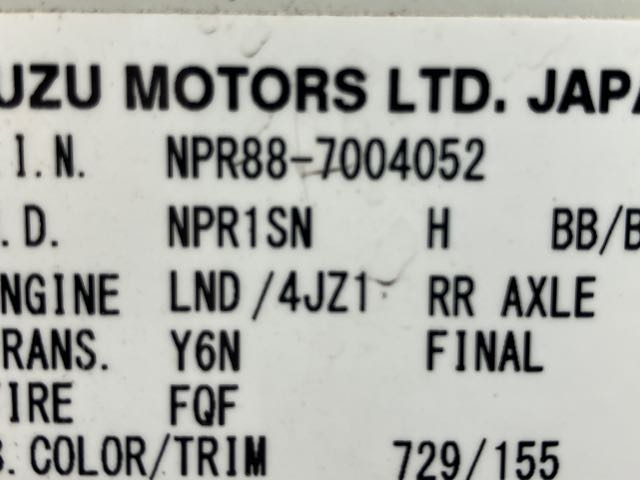 UZU MOTORS LTD. JAPA
I.N. NPR88-7004052
.D. NPR1SN H BB/B
NGINE LND/4JZ1 RR AXLE
RANS. Y6N FINAL
IRE FQF
B.COLOR/TRIM 729/155